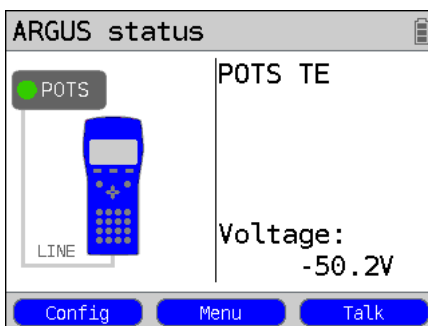 ARGUS status
POTS
POTS TE
LINE
Voltage:
-50.2V
Config Menu Talk